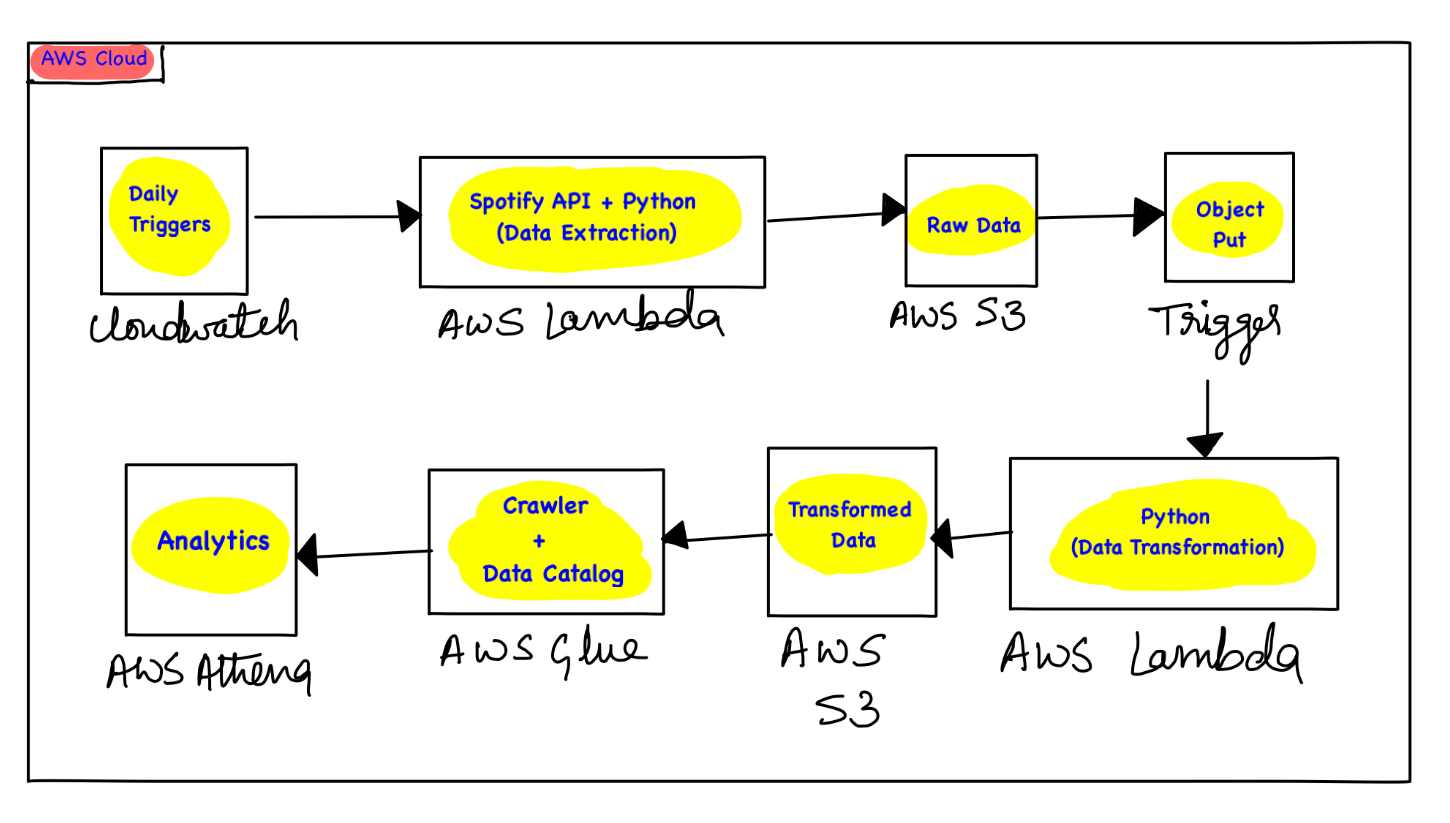 AWS Cloud
Daily
Triggers
Cloudwatch
Spotify API + Python
(Data Extraction)
AWS Lambda
Raw Data
AWS S3
Object
Put
Trigger
Python
(Data Transformation)
AWS Lambda
Transformed
Data
AWS
S3
Crawler
+
Data Catalog
AWS Glue
Analytics
AWS Athena